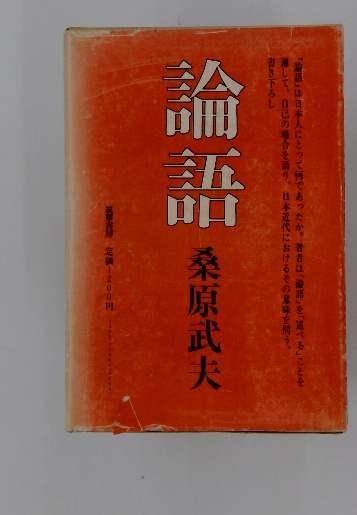 『論語』は日本人にとって何であったか。著者は『論語』を「述べる」ことを
通して、自己の場合を語り、日本近代におけるその意味を問う。
書き下ろし
論語
桑原武夫
筑摩書房 定価1200円